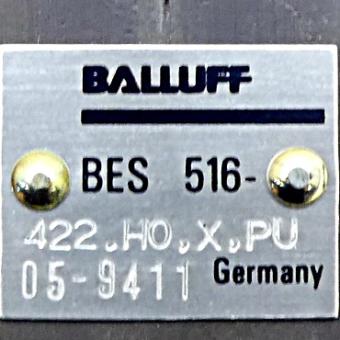 BALLUFF
BES 516-
422.HO.X.PU
05-9411 Germany